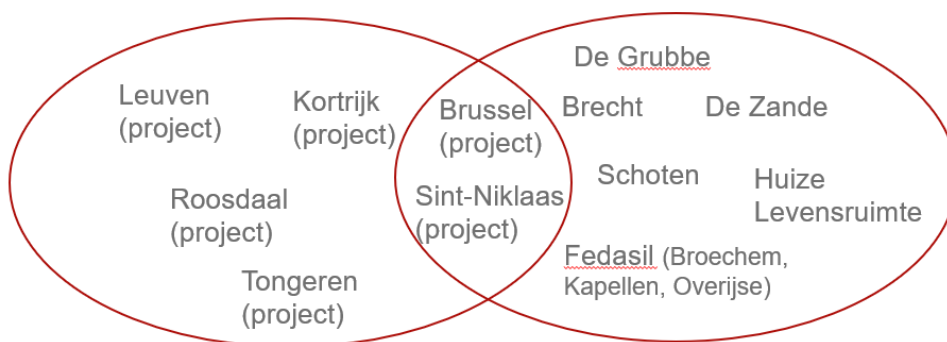 Leuven
(project)
Kortrijk
(project)
Roosdaal
(project)
Tongeren
(project)
Brussel
(project)
Sint-Niklaas
(project)
De Grubbe
Brecht
De Zande
Schoten
Huize
Levensruimte
Fedasil (Broechem,
Kapellen, Overijse)